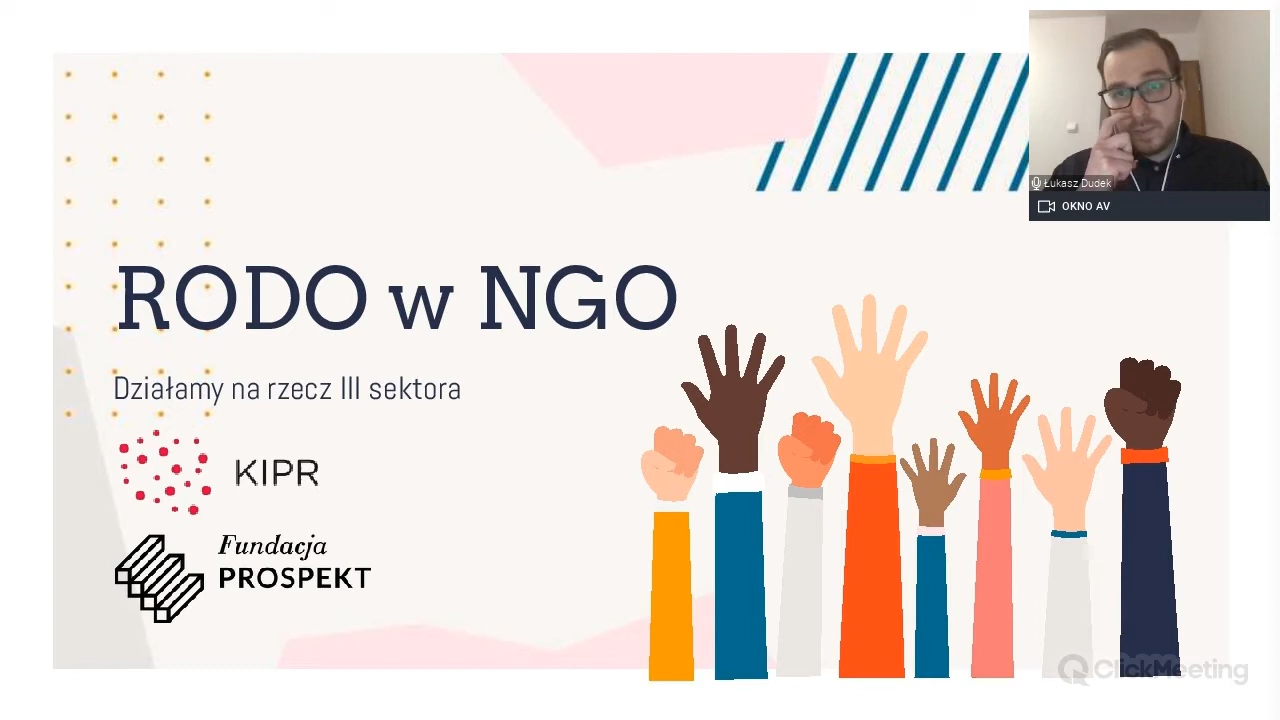 RODO w NGO
Działamy na rzecz III sektora
KIPR
Fundacja
PROSPEKT
Łukasz Dudek
OKNO AV
ClickMeeting